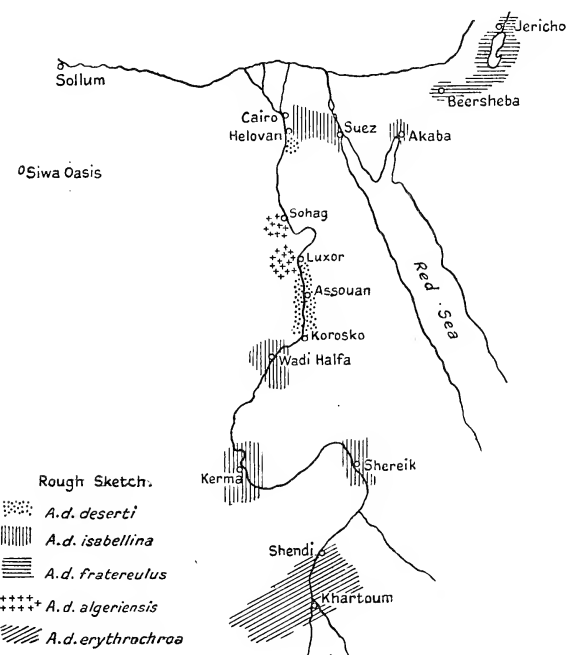 Jericho
Sollum
Beersheba
Cairo
Suez
Akaba
Helovan
Siwa Oasis
Sohag
Luxor
Red Sea
Assouan
Korosko
Wadi Halfa
Kerma
Shereik
Rough Sketch.
A.d. deserti
A.d. isabellina
A.d. fratereulus
A.d. algeriensis
A.d. erythrochroa
Shendi
Khartoum